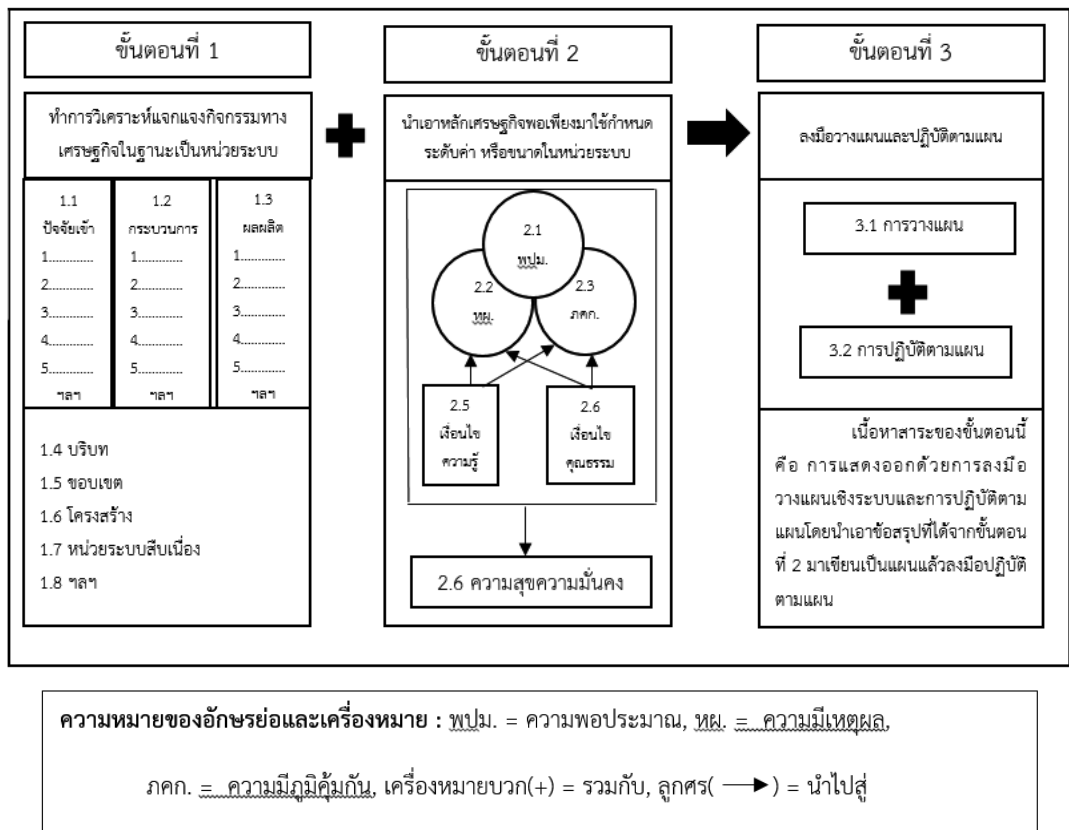 ขั้นตอนที่ 1
ทำการวิเคราะห์แจกแจงกิจกรรมทาง
เศรษฐกิจในฐานะเป็นหน่วยระบบ
1.1
ปัจจัยเข้า
1.............
2.............
3.............
4.............
5.............
ฯลฯ
1.2
กระบวนการ
1.............
2.............
3.............
4.............
5.............
ฯลฯ
1.3
ผลผลิต
1.............
2.............
3.............
4.............
5.............
ฯลฯ
1.4 บริบท
1.5 ขอบเขต
1.6 โครงสร้าง
1.7 หน่วยระบบสืบเนื่อง
1.8 ฯลฯ
ขั้นตอนที่ 2
นำเอาหลักเศรษฐกิจพอเพียงมาใช้กำหนด
ระดับค่า หรือขนาดในหน่วยระบบ
2.1
พปม.
2.2
หผ.
2.3
ภคก.
2.5
เงื่อนไข
ความรู้
2.6
เงื่อนไข
คุณธรรม
2.6 ความสุขความมั่นคง
ขั้นตอนที่ 3
ลงมือวางแผนและปฏิบัติตามแผน
3.1 การวางแผน
3.2 การปฏิบัติตามแผน
เนื้อหาสาระของขั้นตอนนี้
คือ การแสดงออกด้วยการลงมือ
วางแผนเชิงระบบและการปฏิบัติตาม
แผนโดยนำเอาข้อสรุปที่ได้จากขั้นตอน
ที่ 2 มาเขียนเป็นแผนแล้วลงมือปฏิบัติ
ตามแผน
ความหมายของอักษรย่อและเครื่องหมาย : พปม. = ความพอประมาณ, หผ. = ความมีเหตุผล,
ภคก. = ความมีภูมิคุ้มกัน, เครื่องหมายบวก(+) = รวมกับ, ลูกศร( ⟶ ) = นำไปสู่